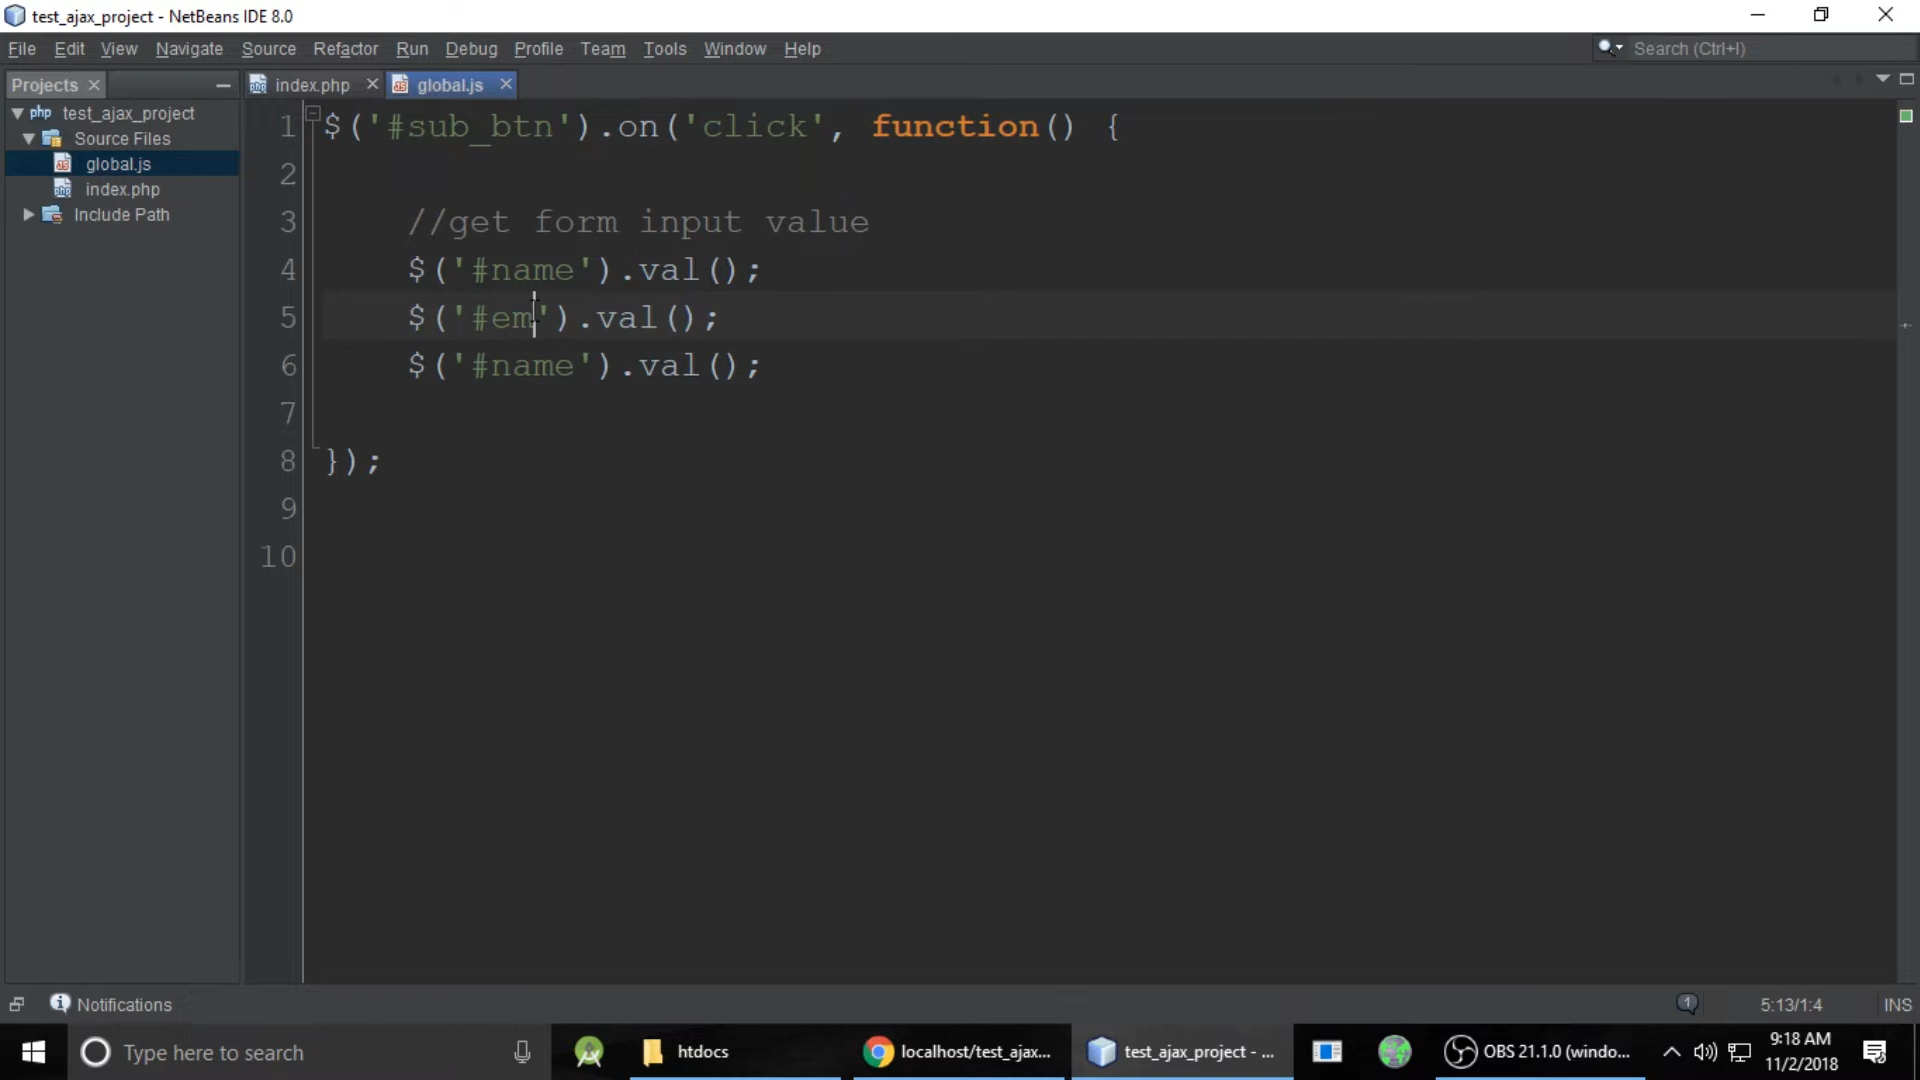 test_ajax_project - NetBeans IDE 8.0
File Edit View Navigate Source Refactor Run Debug Profile Team Tools Window Help
Search (Ctrl+I)
Projects
index.php
global.js
php test_ajax_project
Source Files
global.js
index.php
Include Path
1 $('#sub_btn').on('click', function() {
2
3 //get form input value
4 $('#name').val();
5 $('#em').val();
6 $('#name').val();
7
8 });
9
10
Notifications
1
5:13/1:4
INS
Type here to search
htdocs
localhost/test_ajax...
test_ajax_project - ...
OBS 21.1.0 (windo...
9:18 AM
11/2/2018